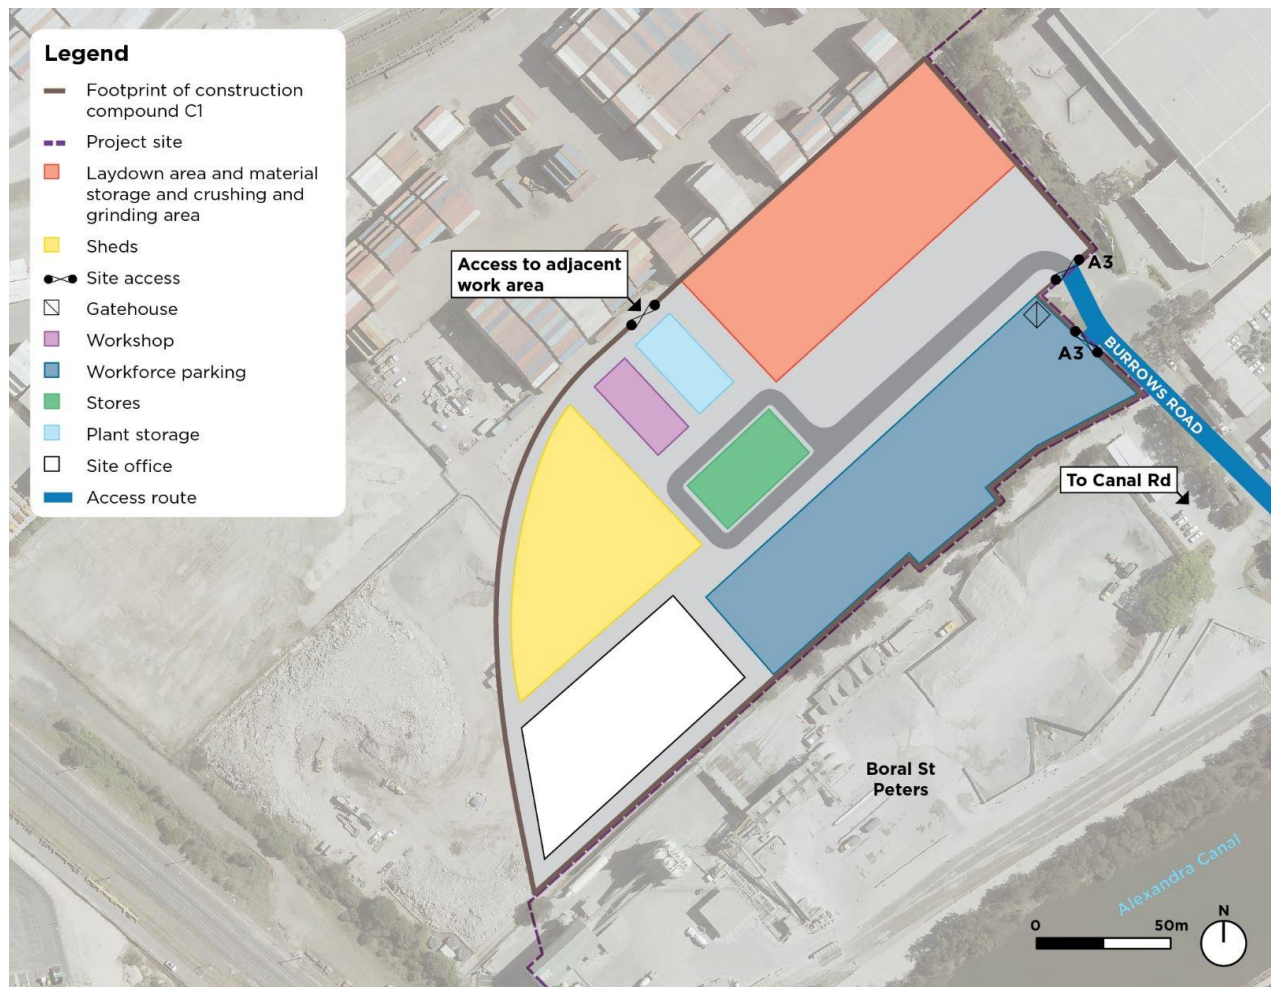 Legend
Footprint of construction
compound C1
Project site
Laydown area and material
storage and crushing and
grinding area
Sheds
Site access
Gatehouse
Workshop
Workforce parking
Stores
Plant storage
Site office
Access route
Access to adjacent
work area
A3
A3
BURROWS ROAD
To Canal Rd
Boral St
Peters
Alexandra Canal
0 50m
N